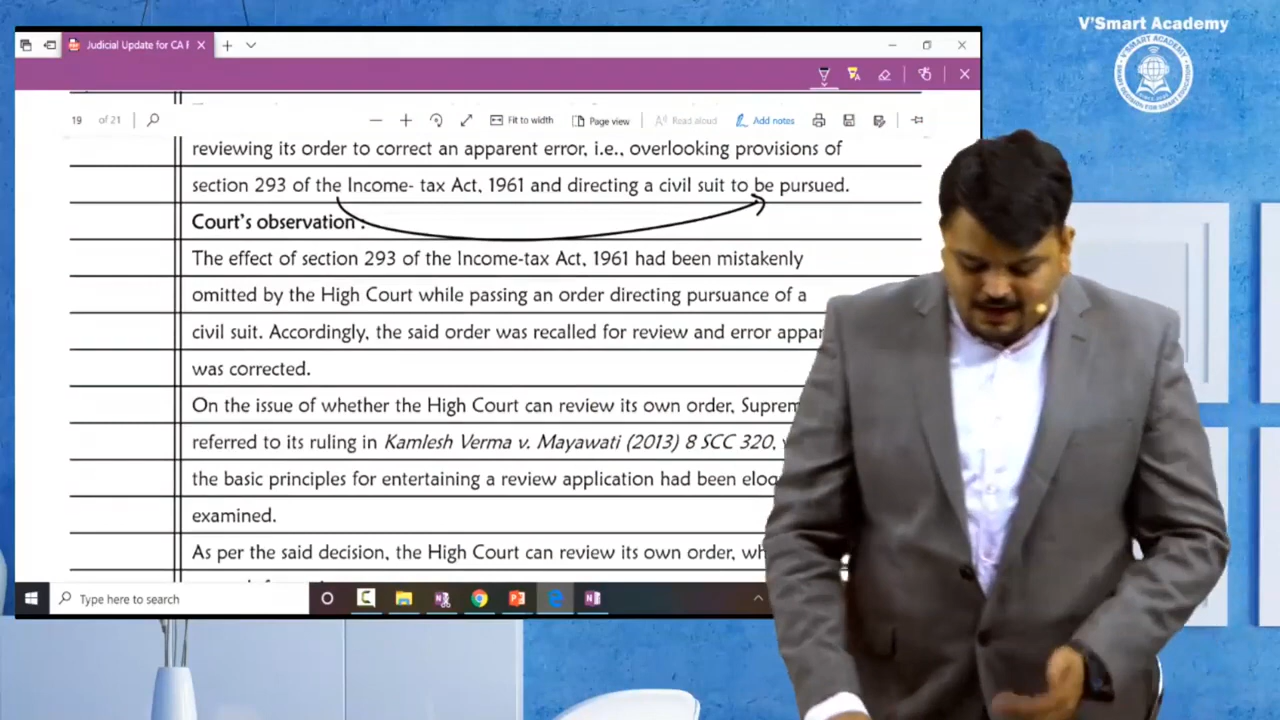 V'Smart Academy
V'SMART ACADEMY
Judicial Update for CA F
19 of 21
Fit to width
Page view
Read aloud
Add notes
reviewing its order to correct an apparent error, i.e., overlooking provisions of
section 293 of the Income- tax Act, 1961 and directing a civil suit to be pursued.
Court's observation :
The effect of section 293 of the Income-tax Act, 1961 had been mistakenly
omitted by the High Court while passing an order directing pursuance of a
civil suit. Accordingly, the said order was recalled for review and error appar
was corrected.
On the issue of whether the High Court can review its own order, Suprem
referred to its ruling in Kamlesh Verma v. Mayawati (2013) 8 SCC 320,
the basic principles for entertaining a review application had been eloq
examined.
As per the said decision, the High Court can review its own order, wh
Type here to search